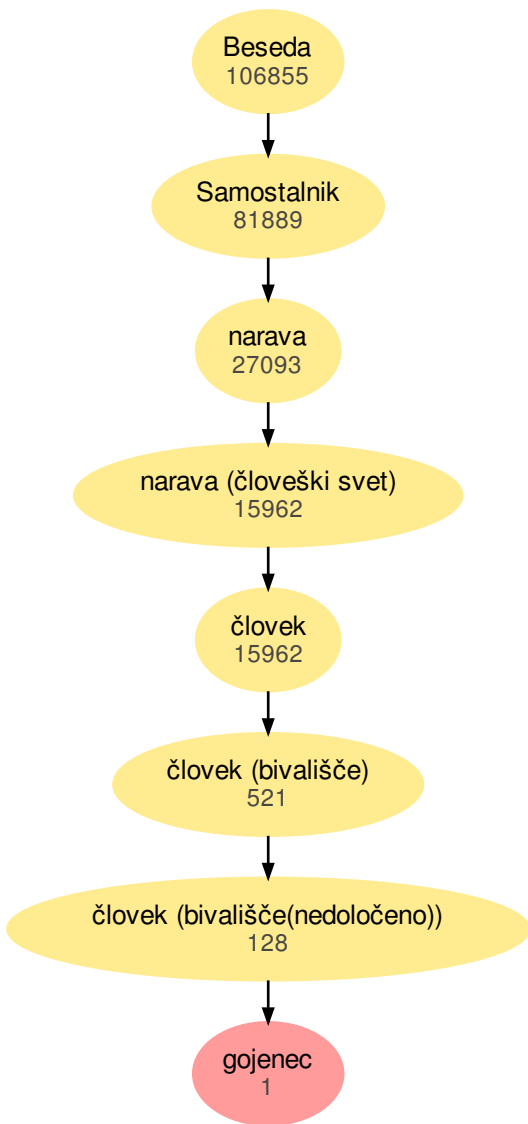 Beseda
106855
Samostalnik
81889
narava
27093
narava (človeški svet)
15962
človek
15962
človek (bivališče)
521
človek (bivališče(nedoločeno))
128
gojenec
1